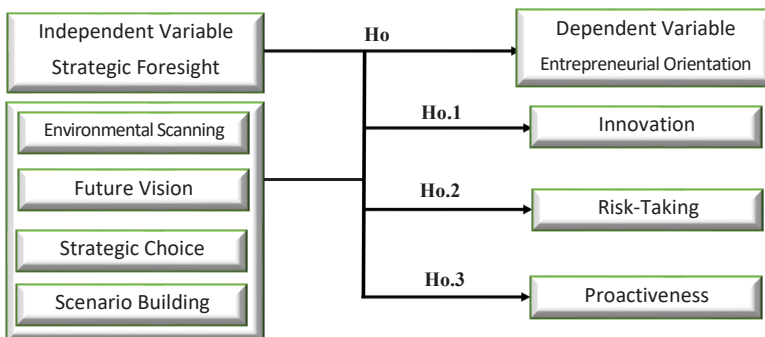 Independent Variable
Strategic Foresight
Ho
Dependent Variable
Entrepreneurial Orientation
Environmental Scanning
Ho.1
Innovation
Future Vision
Ho.2
Risk-Taking
Strategic Choice
Scenario Building
Ho.3
Proactiveness